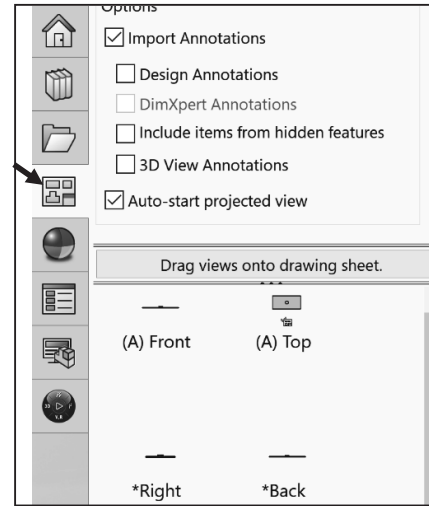 Options
Import Annotations
Design Annotations
DimXpert Annotations
Include items from hidden features
3D View Annotations
Auto-start projected view
Drag views onto drawing sheet.
(A) Front
(A) Top
*Right
*Back